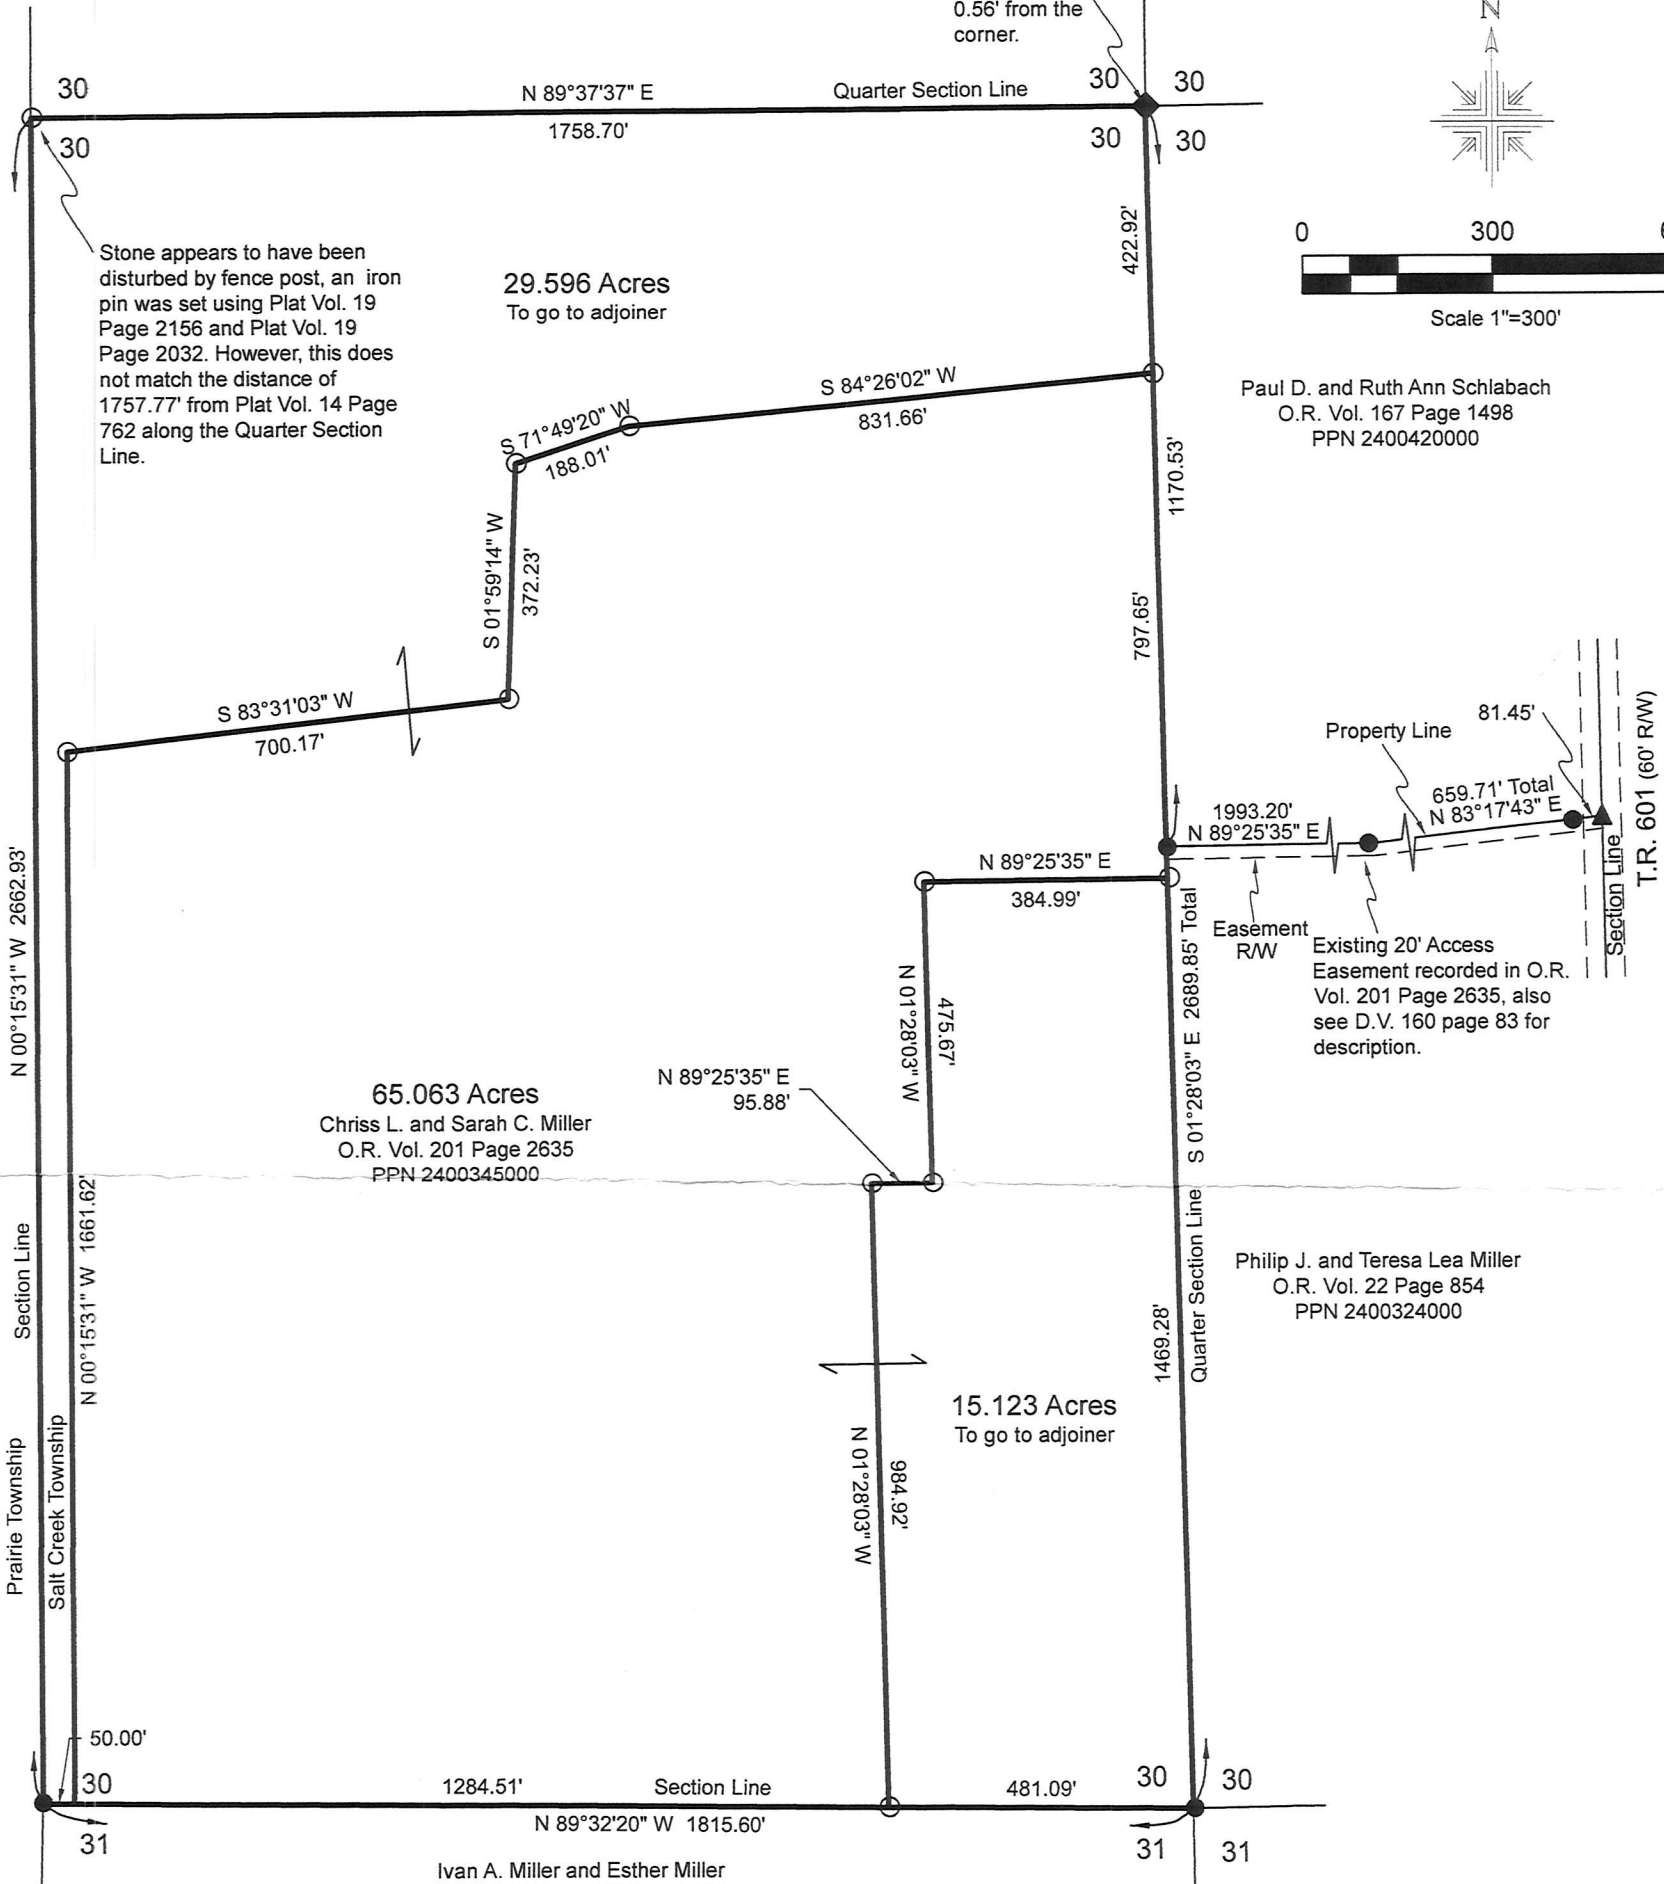 0.56' from the
corner.
N
30
N 89°37'37" E
Quarter Section Line
30
30
30
1758.70'
30
30
Stone appears to have been
disturbed by fence post, an iron
pin was set using Plat Vol. 19
Page 2156 and Plat Vol. 19
Page 2032. However, this does
not match the distance of
1757.77' from Plat Vol. 14 Page
762 along the Quarter Section
Line.
29.596 Acres
To go to adjoiner
422.92'
0
300
Scale 1"=300'
Paul D. and Ruth Ann Schlabach
O.R. Vol. 167 Page 1498
PPN 2400420000
S 84°26'02" W
831.66'
S 71°49'20" W
188.01'
1170.53'
S 01°59'14" W
372.23'
797.65'
S 83°31'03" W
700.17'
Property Line
81.45'
659.71' Total
N 83°17'43" E
T.R. 601 (60' R/W)
Section Line
1993.20'
N 89°25'35" E
N 89°25'35" E
384.99'
Easement
R/W
Existing 20' Access
Easement recorded in O.R.
Vol. 201 Page 2635, also
see D.V. 160 page 83 for
description.
N 00°15'31" W 2662.93'
N 01°28'03" W
475.67'
S 01°28'03" E 2689.85' Total
N 89°25'35" E
95.88'
65.063 Acres
Chriss L. and Sarah C. Miller
O.R. Vol. 201 Page 2635
PPN 2400345000
N 00°15'31" W 1661.62'
Section Line
Quarter Section Line
1469.28'
Philip J. and Teresa Lea Miller
O.R. Vol. 22 Page 854
PPN 2400324000
15.123 Acres
To go to adjoiner
N 01°28'03" W
984.92'
Prairie Township
Salt Creek Township
50.00'
30
1284.51'
Section Line
481.09'
30
30
N 89°32'20" W 1815.60'
31
31
31
Ivan A. Miller and Esther Miller